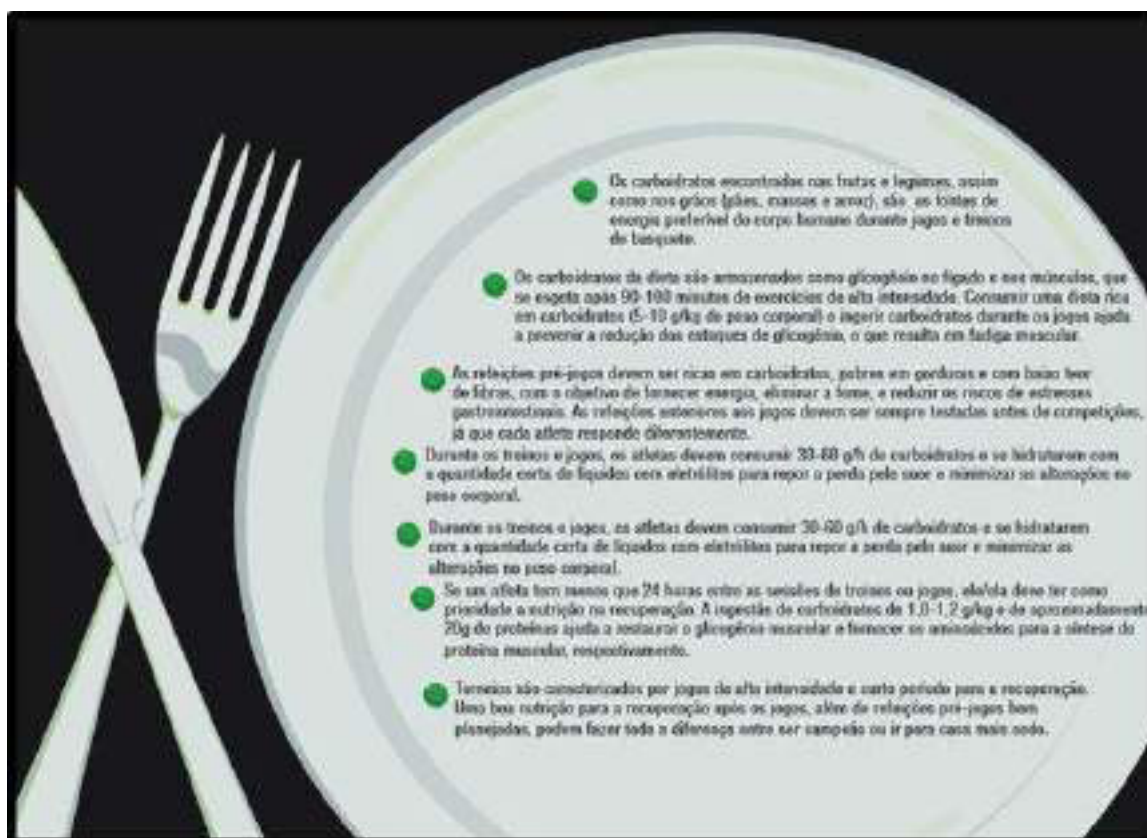 Os carboidratos encontrados nas frutas e legumes, assim
como nos grãos (pães, massas e arroz), são as fontes de
energia preferível do corpo humano durante jogos e treinos
de basquete.
Os carboidratos da dieta são armazenados como glicogênio no fígado e nos músculos, que
se esgota após 90-100 minutos de exercícios de alta intensidade. Consumir uma dieta rica
em carboidratos (5-10 g/kg de peso corporal) e ingerir carboidratos durante os jogos ajuda
a prevenir a redução dos estoques de glicogênio, o que resulta em fadiga muscular.
As refeições pré-jogos devem ser ricas em carboidratos, pobres em gorduras e com baixo teor
de fibras, com o objetivo de fornecer energia, eliminar a fome, e reduzir os riscos de estresses
gastrointestinais. As refeições anteriores aos jogos devem ser sempre testadas antes de competições,
já que cada atleta responde diferentemente.
Durante os treinos e jogos, os atletas devem consumir 30-60 g/h de carboidratos e se hidratarem com
a quantidade certa de líquidos com eletrólitos para repor a perda pelo suor e minimizar as alterações no
peso corporal.
Durante os treinos e jogos, os atletas devem consumir 30-60 g/h de carboidratos e se hidratarem
com a quantidade certa de líquidos com eletrólitos para repor a perda pelo suor e minimizar as
alterações no peso corporal.
Se um atleta tem menos que 24 horas entre as sessões de treinos ou jogos, ele/ela deve ter como
prioridade a nutrição na recuperação. A ingestão de carboidratos de 1,0-1,2 g/kg e de aproximadamente
20g de proteínas ajuda a restaurar o glicogênio muscular e fornecer os aminoácidos para a síntese de
proteína muscular, respectivamente.
Torneios são caracterizados por jogos de alta intensidade e curto período para a recuperação.
Uma boa nutrição para a recuperação após os jogos, além de refeições pré-jogos bem
planejadas, podem fazer toda a diferença entre ser campeão ou ir para casa mais cedo.